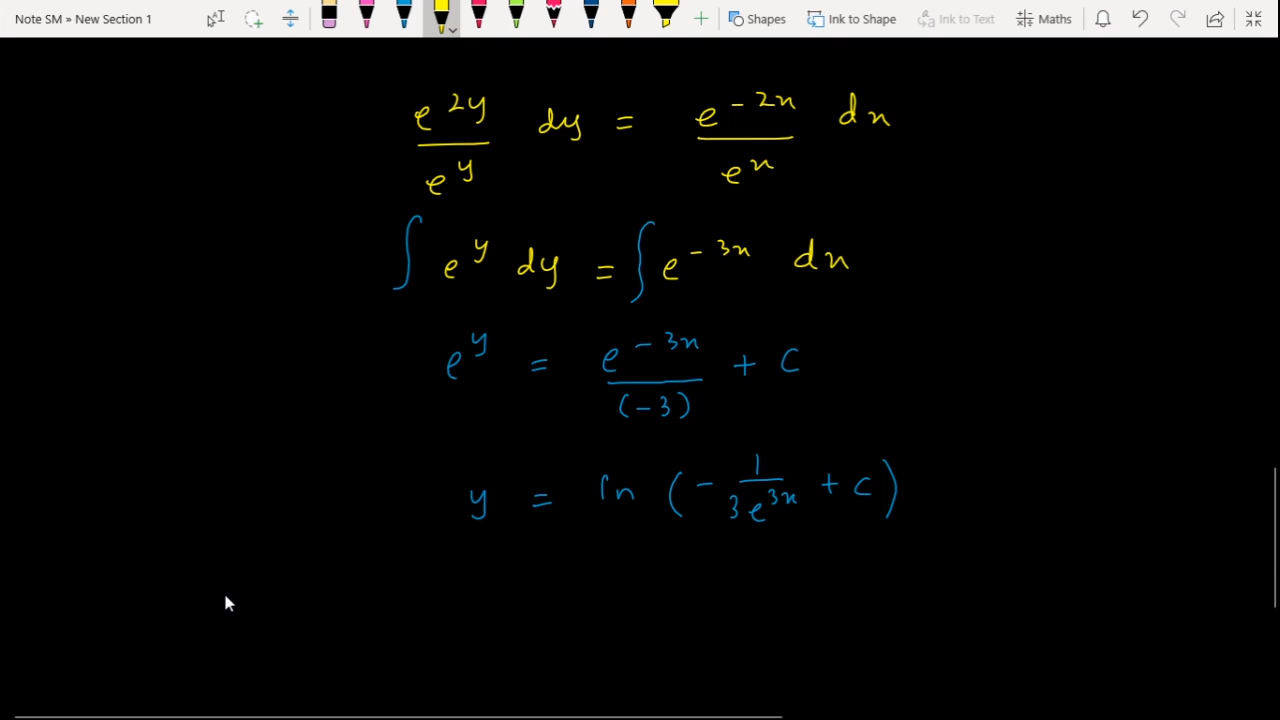 Note SM » New Section 1 Shapes Ink to Shape Ink to Text Maths
e^{2y}/e^{y} dy = e^{-2x}/e^{x} dx
∫ e^{y} dy = ∫ e^{-3x} dx
e^{y} = e^{-3x}/(-3) + c
y = ln (- 1/3e^{3x} + c)